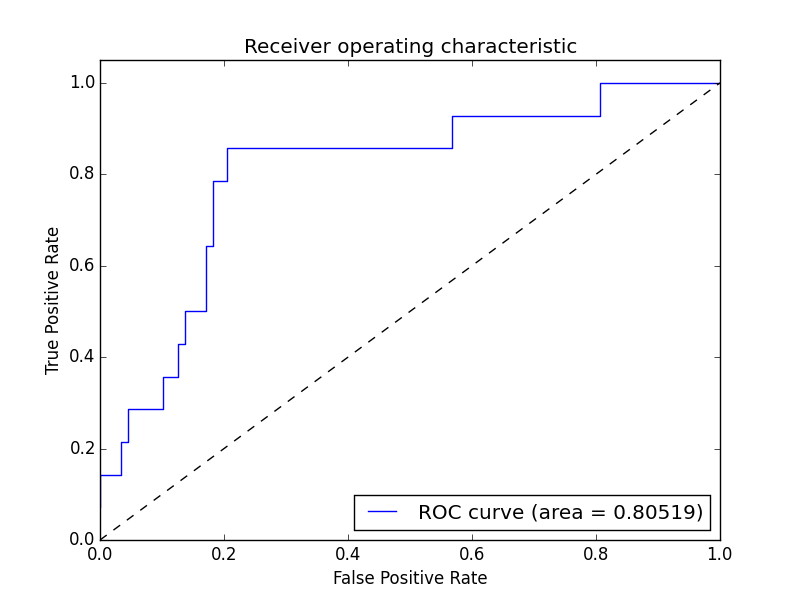 Receiver operating characteristic
1.0
0.8
0.6
0.4
0.2
0.0
True Positive Rate
ROC curve (area = 0.80519)
0.0 0.2 0.4 0.6 0.8 1.0
False Positive Rate